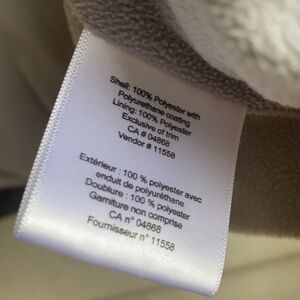 Shell: 100% Polyester with
Polyurethane coating
Lining: 100% Polyester
Exclusive of trim
CA # 04868
Vendor # 11558
Extérieur : 100 % polyester avec
enduit de polyuréthane
Doublure : 100 % polyester
Garniture non comprise
CA n° 04868
Fournisseur n° 11558